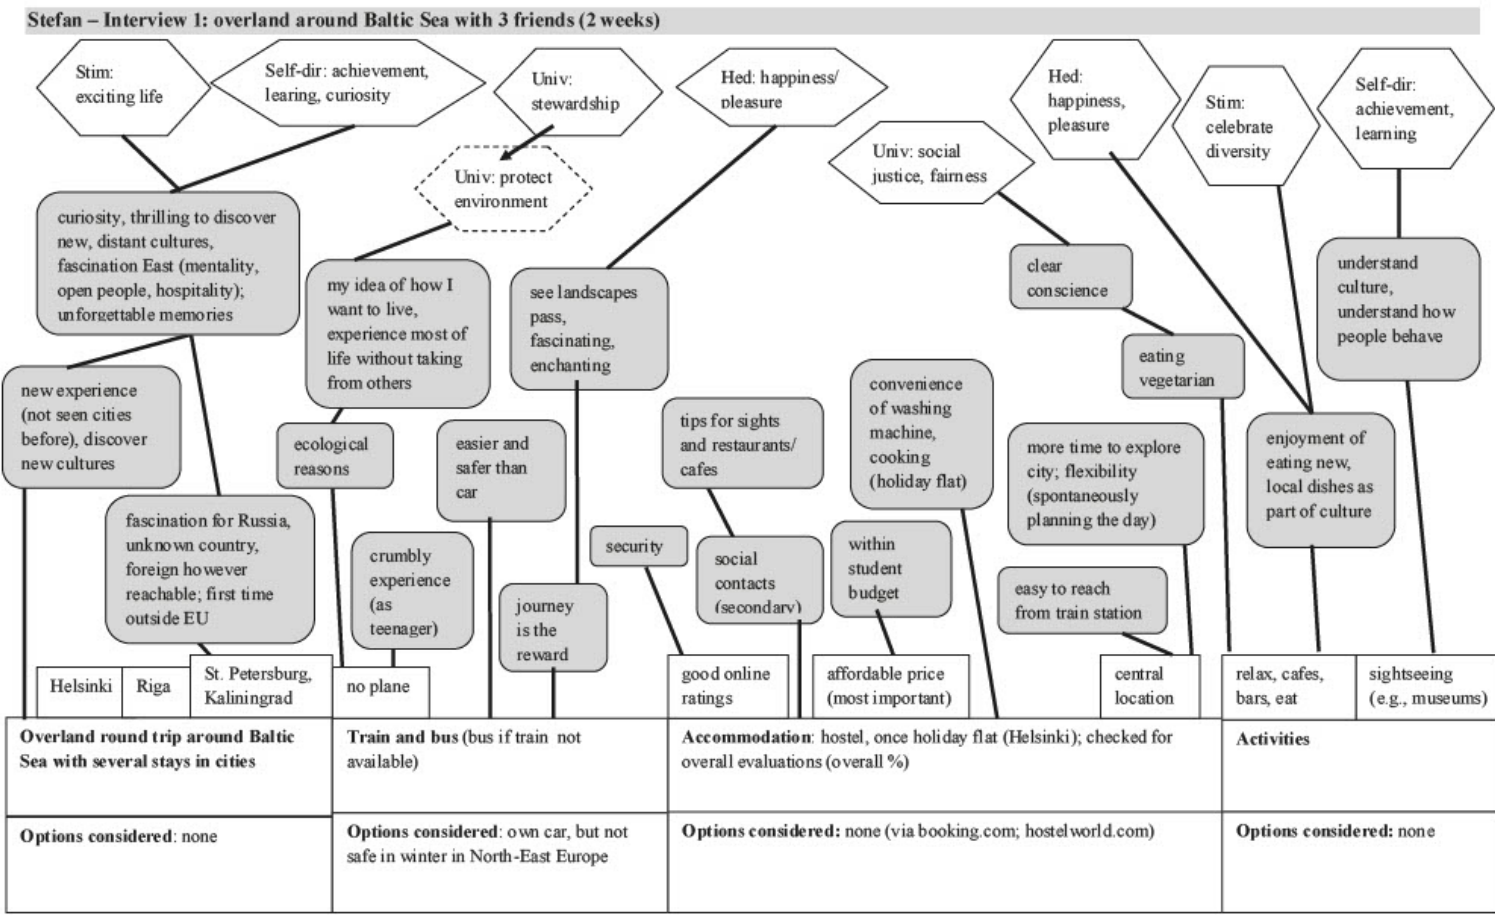 Stefan – Interview 1: overland around Baltic Sea with 3 friends (2 weeks)
Stim:
exciting life
Self-dir: achievement,
learing, curiosity
Univ:
stewardship
Hed: happiness/
pleasure
Hed:
happiness,
pleasure
Stim:
celebrate
diversity
Self-dir:
achievement,
learning
Univ: protect
environment
Univ: social
justice, fairness
curiosity, thrilling to discover
new, distant cultures,
fascination East (mentality,
open people, hospitality);
unforgettable memories
my idea of how I
want to live,
experience most of
life without taking
from others
see landscapes
pass,
fascinating,
enchanting
clear
conscience
understand
culture,
understand how
people behave
new experience
(not seen cities
before), discover
new cultures
ecological
reasons
easier and
safer than
car
tips for sights
and restaurants/
cafes
convenience
of washing
machine,
cooking
(holiday flat)
eating
vegetarian
more time to explore
city; flexibility
(spontaneously
planning the day)
enjoyment of
eating new,
local dishes as
part of culture
fascination for Russia,
unknown country,
foreign however
reachable; first time
outside EU
crumbly
experience
(as
teenager)
journey
is the
reward
security
social
contacts
(secondary)
within
student
budget
easy to reach
from train station
Helsinki
Riga
St. Petersburg,
Kaliningrad
no plane
good online
ratings
affordable price
(most important)
central
location
relax, cafes,
bars, eat
sightseeing
(e.g., museums)
Overland round trip around Baltic
Sea with several stays in cities
Train and bus (bus if train not
available)
Accommodation: hostel, once holiday flat (Helsinki); checked for
overall evaluations (overall %)
Activities
Options considered: none
Options considered: own car, but not
safe in winter in North-East Europe
Options considered: none (via booking.com; hostelworld.com)
Options considered: none